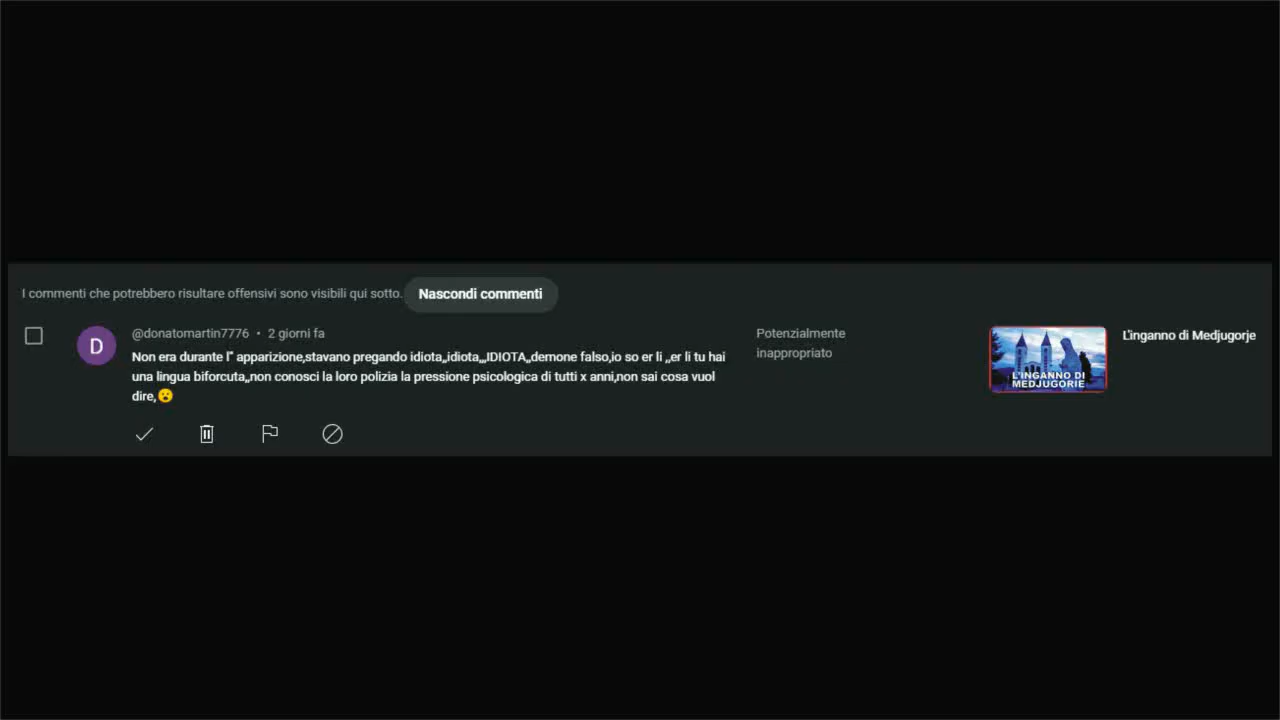 I commenti che potrebbero risultare offensivi sono visibili qui sotto. Nascondi commenti
D
@donatomartin7776 • 2 giorni fa
Non era durante l'' apparizione,stavano pregando idiota,,idiota,,,IDIOTA,,demone falso,io so er li ,,er li tu hai
una lingua biforcuta,,non conosci la loro polizia la pressione psicologica di tutti x anni,non sai cosa vuol
dire,😮
Potenzialmente
inappropriato
L'INGANNO DI
MEDJUGORIE
L'inganno di Medjugorje